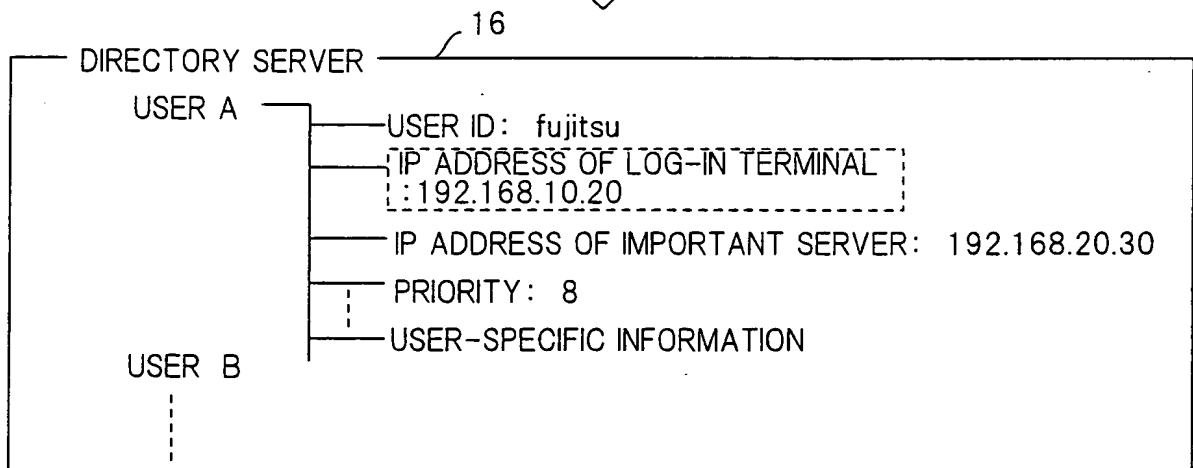 16
DIRECTORY SERVER
USER A
USER ID: fujitsu
IP ADDRESS OF LOG-IN TERMINAL
:192.168.10.20
IP ADDRESS OF IMPORTANT SERVER: 192.168.20.30
PRIORITY: 8
USER-SPECIFIC INFORMATION
USER B